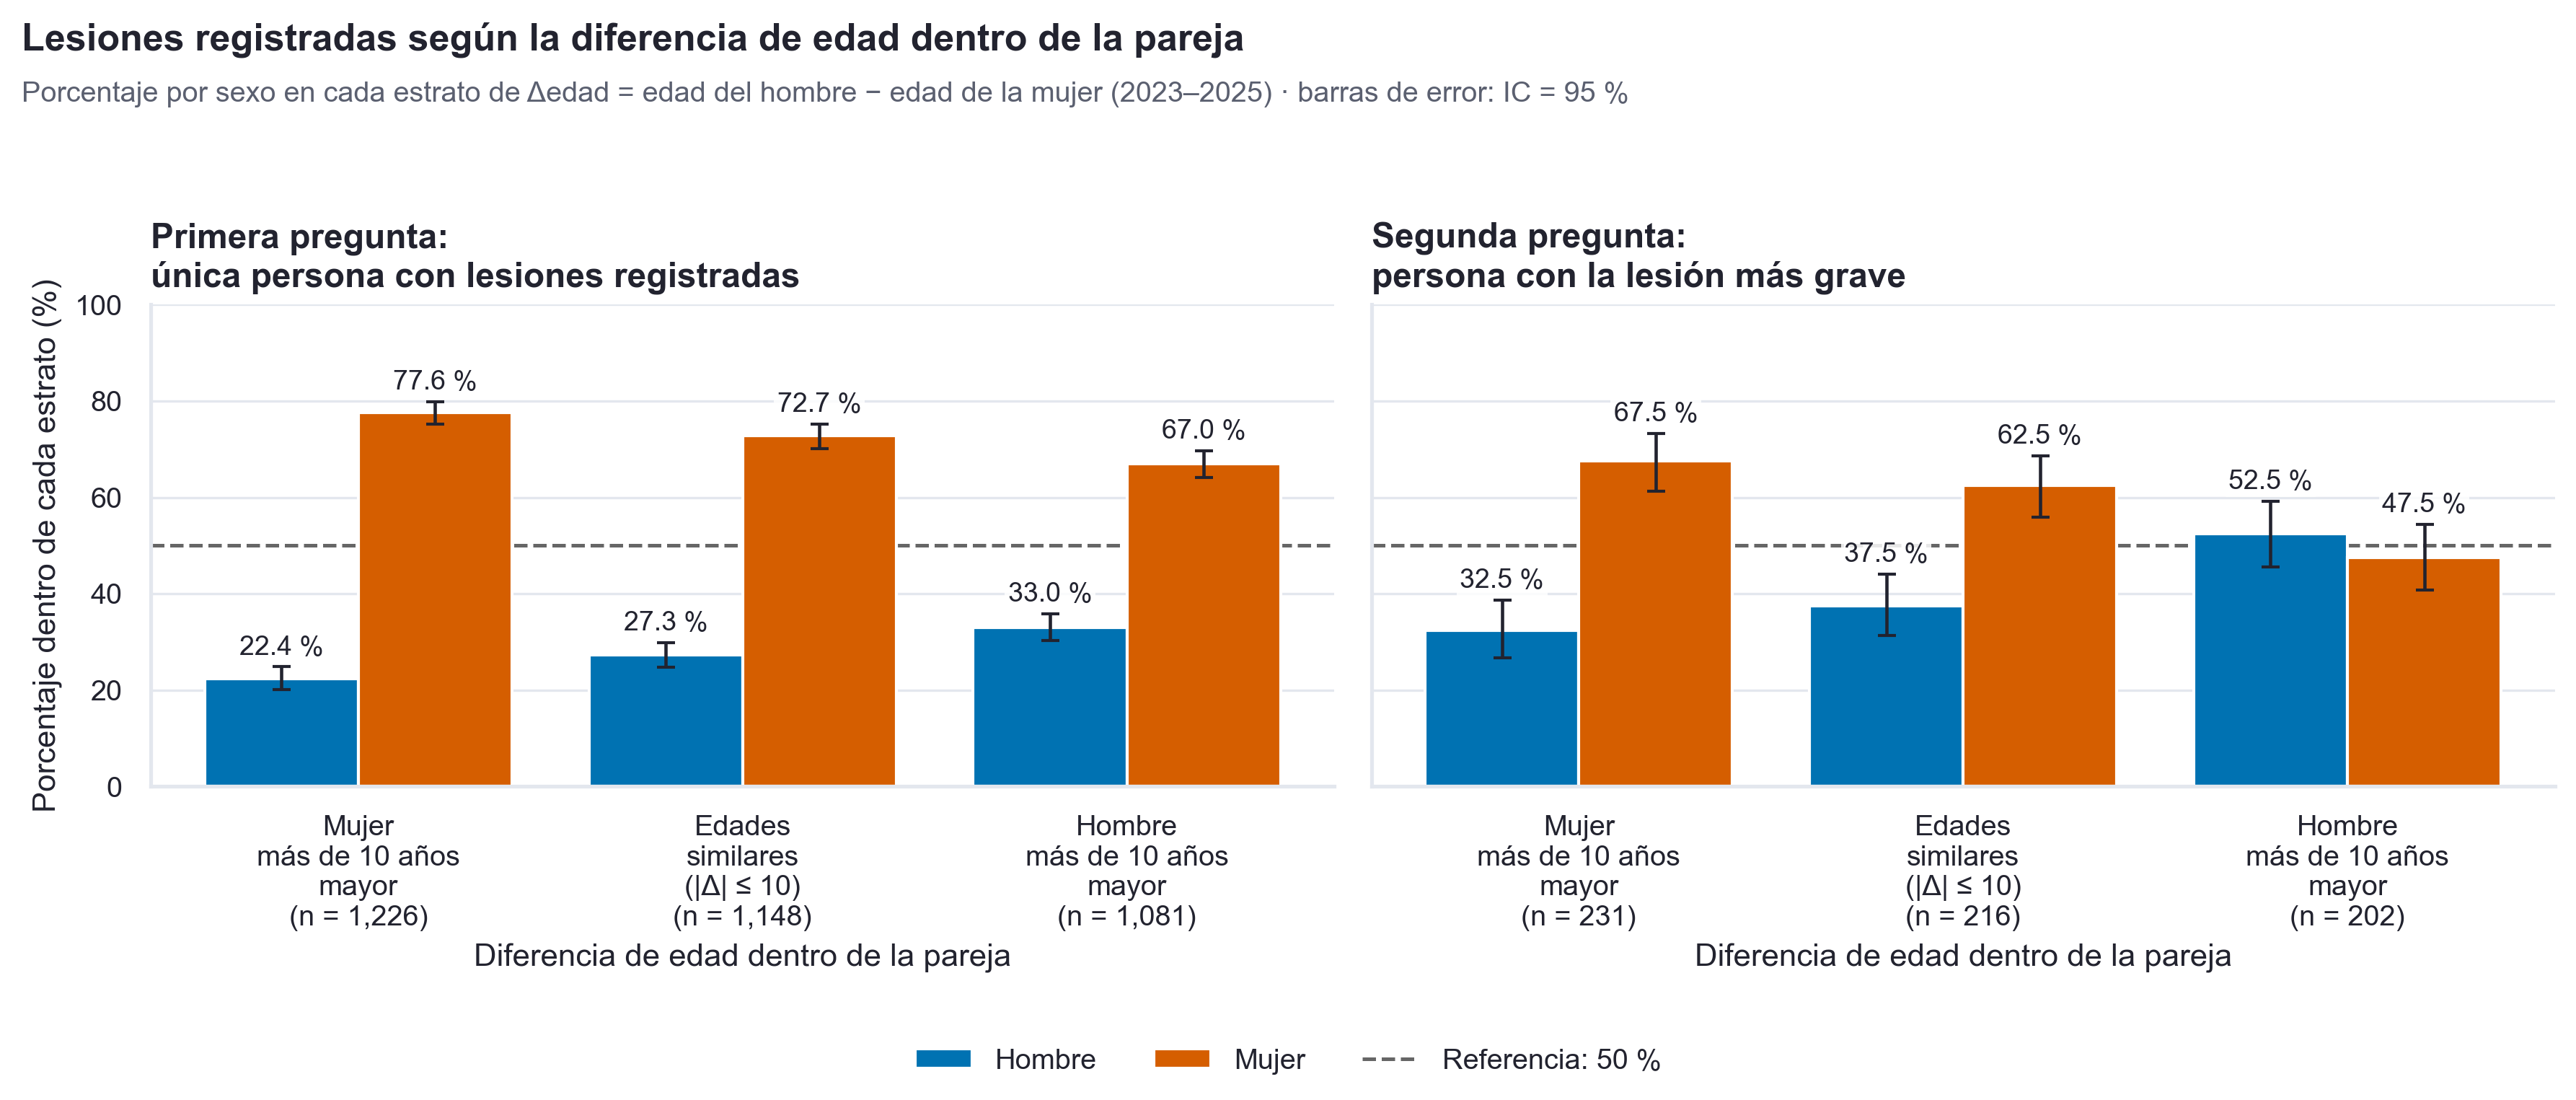 Lesiones registradas según la diferencia de edad dentro de la pareja
Porcentaje por sexo en cada estrato de Δedad = edad del hombre − edad de la mujer (2023–2025) · barras de error: IC = 95 %
Primera pregunta:
única persona con lesiones registradas
Porcentaje dentro de cada estrato (%)
100
80
60
40
20
0
22.4 %
77.6 %
27.3 %
72.7 %
33.0 %
67.0 %
Mujer
más de 10 años
mayor
(n = 1,226)
Edades
similares
(|Δ| ≤ 10)
(n = 1,148)
Hombre
más de 10 años
mayor
(n = 1,081)
Diferencia de edad dentro de la pareja
Segunda pregunta:
persona con la lesión más grave
32.5 %
67.5 %
37.5 %
62.5 %
52.5 %
47.5 %
Mujer
más de 10 años
mayor
(n = 231)
Edades
similares
(|Δ| ≤ 10)
(n = 216)
Hombre
más de 10 años
mayor
(n = 202)
Diferencia de edad dentro de la pareja
Hombre
Mujer
Referencia: 50 %